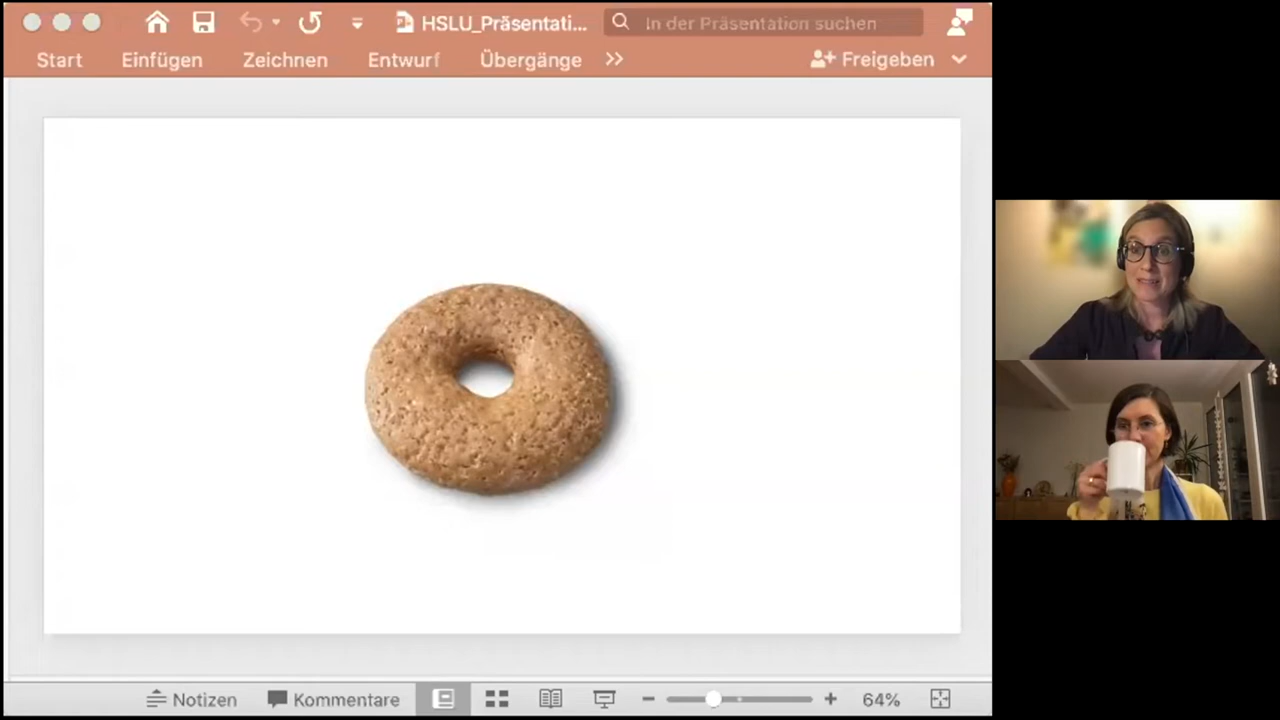 HSLU_Präsentati...
In der Präsentation suchen
Start Einfügen Zeichnen Entwurf Übergänge Freigeben
Notizen Kommentare 64%